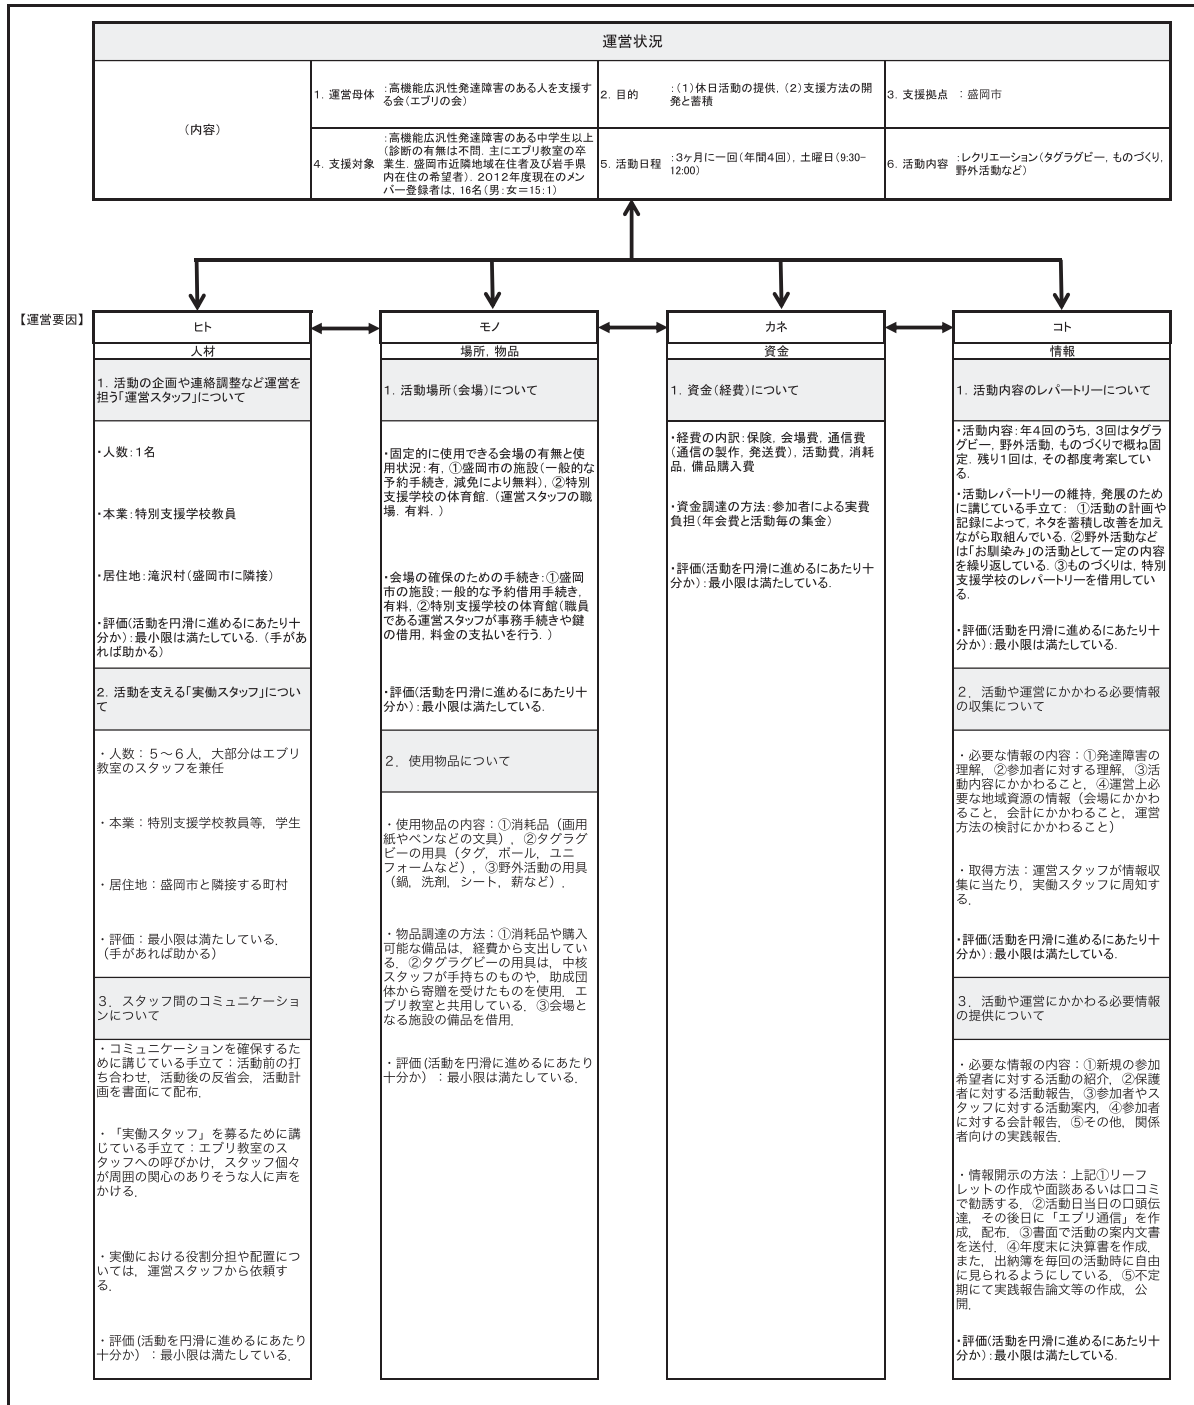 運営状況
（内容）
1. 運営母体
：高機能広汎性発達障害のある人を支援す
る会（エブリの会）
2. 目的
：（1）休日活動の提供, （2）支援方法の開
発と蓄積
3. 支援拠点
：盛岡市
4. 支援対象
：高機能広汎性発達障害のある中学生以上
（診断の有無は不問. 主にエブリ教室の卒
業生. 盛岡市近隣地域在住者及び岩手県
内在住の希望者）. 2012年度現在のメン
バー登録者は, 16名（男:女＝15:1）
5. 活動日程
：3ヶ月に一回（年間4回）, 土曜日（9:30-
12:00）
6. 活動内容
：レクリエーション（タグラグビー, ものづくり,
野外活動など）
【運営要因】
ヒト
人材
1. 活動の企画や連絡調整など運営を
担う「運営スタッフ」について
・人数：1名
・本業：特別支援学校教員
・居住地：滝沢村（盛岡市に隣接）
・評価(活動を円滑に進めるにあたり十
分か）：最小限は満たしている. （手があ
れば助かる）
2. 活動を支える「実働スタッフ」につい
て
・人数：５～６人，大部分はエブリ
教室のスタッフを兼任
・本業：特別支援学校教員等，学生
・居住地：盛岡市と隣接する町村
・評価：最小限は満たしている．
（手があれば助かる）
３．スタッフ間のコミュニケーショ
ンについて
・コミュニケーションを確保するた
めに講じている手立て：活動前の打
ち合わせ，活動後の反省会，活動計
画を書面にて配布．
・「実働スタッフ」を募るために講
じている手立て：エブリ教室のス
タッフへの呼びかけ，スタッフ個々
が周囲の関心のありそうな人に声を
かける．
・実働における役割分担や配置につ
いては，運営スタッフから依頼す
る．
・評価(活動を円滑に進めるにあたり
十分か）：最小限は満たしている．
モノ
場所, 物品
1. 活動場所（会場）について
・固定的に使用できる会場の有無と使
用状況：有, ①盛岡市の施設（一般的な
予約手続き, 減免により無料）, ②特別
支援学校の体育館. （運営スタッフの職
場. 有料. ）
・会場の確保のための手続き：①盛岡
市の施設；一般的な予約借用手続き,
有料, ②特別支援学校の体育館（職員
である運営スタッフが事務手続きや鍵
の借用, 料金の支払いを行う. ）
・評価(活動を円滑に進めるにあたり十
分か）：最小限は満たしている.
２．使用物品について
・使用物品の内容：①消耗品（画用
紙やペンなどの文具），②タグラグ
ビーの用具（タグ，ボール，ユニ
フォームなど），③野外活動の用具
（鍋，洗剤，シート，薪など）．
・物品調達の方法：①消耗品や購入
可能な備品は，経費から支出してい
る．②タグラグビーの用具は，中核
スタッフが手持ちのものや，助成団
体から寄贈を受けたものを使用．エ
ブリ教室と共用している．③会場と
なる施設の備品を借用．
・評価(活動を円滑に進めるにあたり
十分か）：最小限は満たしている．
カネ
資金
1. 資金（経費）について
・経費の内訳：保険, 会場費, 通信費
（通信の製作, 発送費）, 活動費, 消耗
品, 備品購入費
・資金調達の方法：参加者による実費
負担（年会費と活動毎の集金）
・評価(活動を円滑に進めるにあたり十
分か）：最小限は満たしている.
コト
情報
1. 活動内容のレパートリーについて
・活動内容：年4回のうち, 3回はタグラ
グビー, 野外活動, ものづくりで概ね固
定. 残り1回は, その都度考案してい
る.
・活動レパートリーの維持, 発展のため
に講じている手立て： ①活動の計画や
記録によって, ネタを蓄積し改善を加え
ながら取組んでいる. ②野外活動など
は「お馴染み」の活動として一定の内容
を繰り返している. ③ものづくりは, 特別
支援学校のレパートリーを借用してい
る.
・評価(活動を円滑に進めるにあたり十
分か）：最小限は満たしている.
２．活動や運営にかかわる必要情報
の収集について
・必要な情報の内容：①発達障害の
理解，②参加者に対する理解，③活
動内容にかかわること，④運営上必
要な地域資源の情報（会場にかかわ
ること，会計にかかわること，運営
方法の検討にかかわること）
・取得方法：運営スタッフが情報収
集に当たり，実働スタッフに周知す
る．
・評価(活動を円滑に進めるにあたり十
分か）：最小限は満たしている.
３．活動や運営にかかわる必要情報
の提供について
・必要な情報の内容：①新規の参加
希望者に対する活動の紹介，②保護
者に対する活動報告，③参加者やス
タッフに対する活動案内，④参加者
に対する会計報告，⑤その他，関係
者向けの実践報告．
・情報開示の方法：上記①リーフ
レットの作成や面談あるいは口コミ
で勧誘する．②活動日当日の口頭伝
達，その後日に「エブリ通信」を作
成，配布．③書面で活動の案内文書
を送付．④年度末に決算書を作成．
また，出納簿を毎回の活動時に自由
に見られるようにしている．⑤不定
期にて実践報告論文等の作成，公
開．
・評価(活動を円滑に進めるにあたり十
分か）：最小限は満たしている.